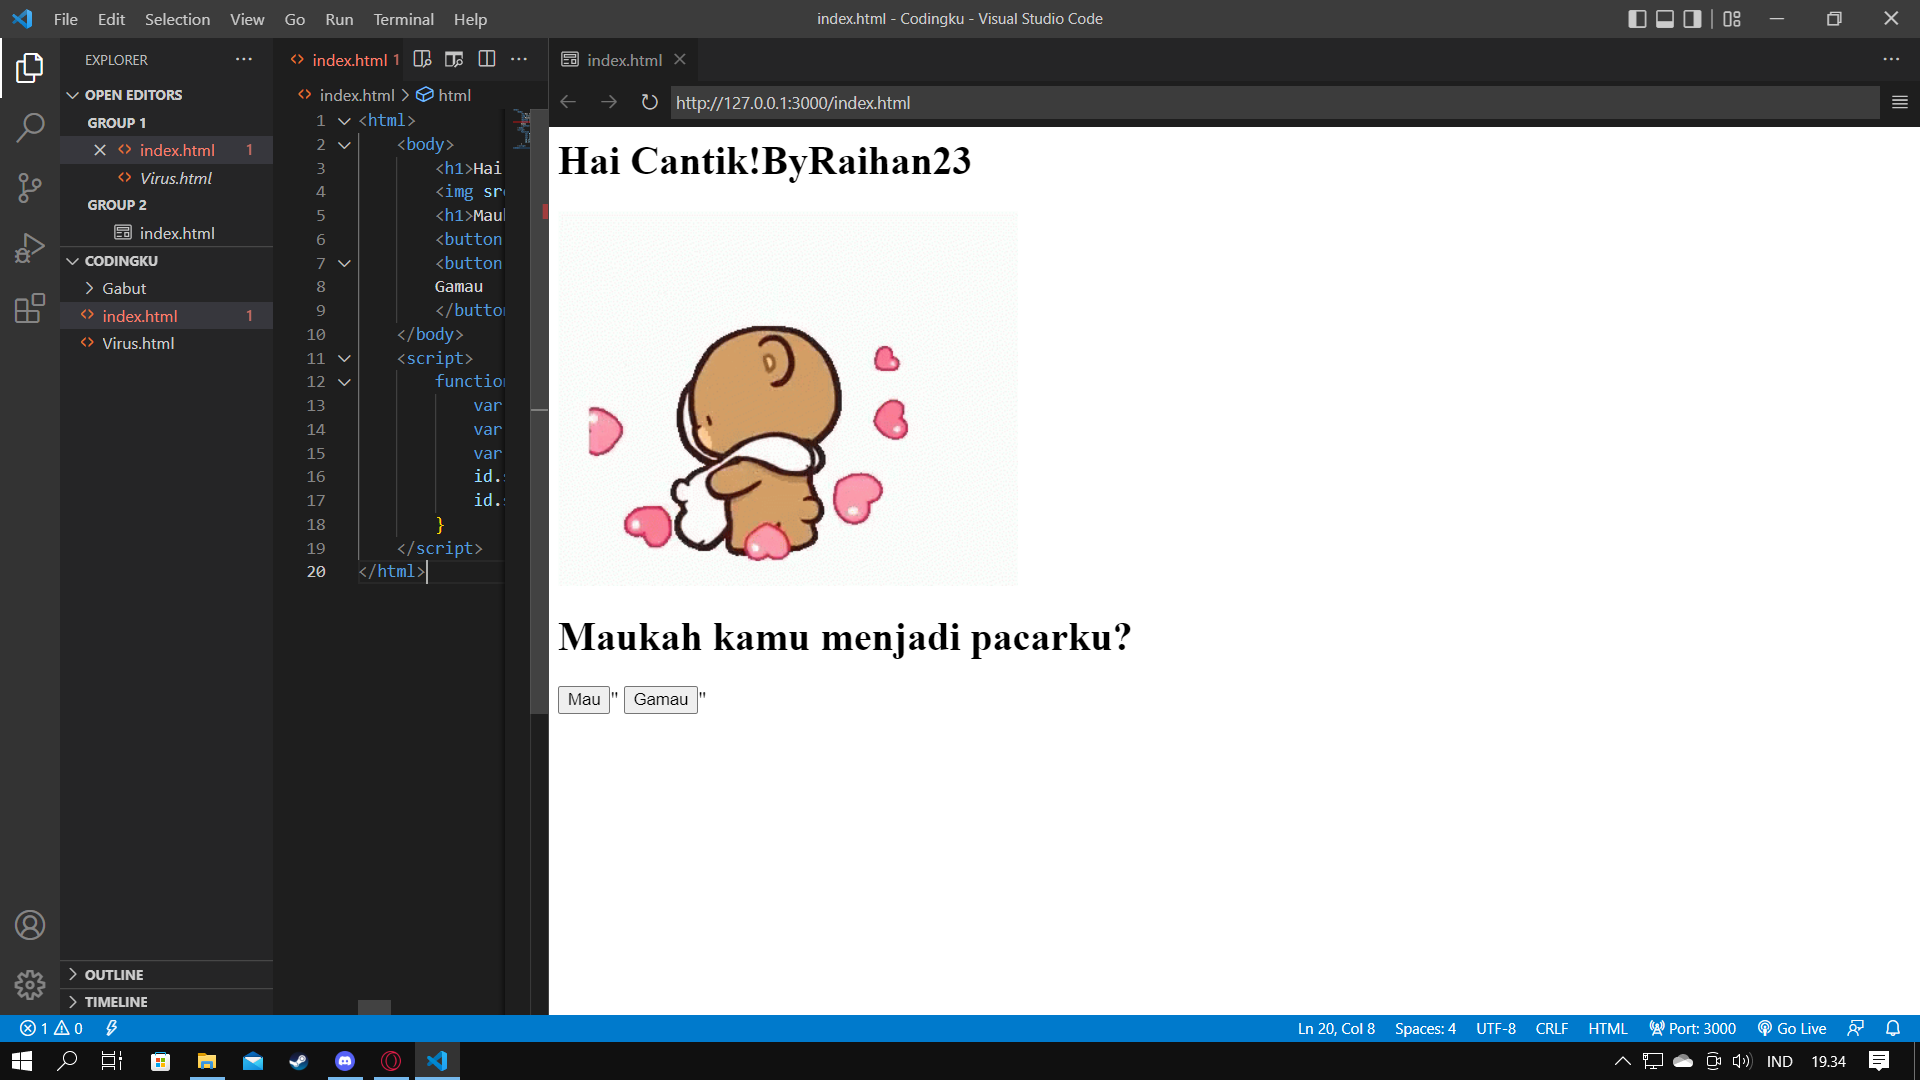 File Edit Selection View Go Run Terminal Help
index.html - Codingku - Visual Studio Code
EXPLORER
OPEN EDITORS
GROUP 1
index.html 1
Virus.html
GROUP 2
index.html
CODINGKU
Gabut
index.html 1
Virus.html
OUTLINE
TIMELINE
index.html 1
index.html > html
1 <html>
2 <body>
3 <h1>Hai
4 <img src
5 <h1>Mauk
6 <button
7 <button
8 Gamau
9 </button
10 </body>
11 <script>
12 function
13 var
14 var
15 var
16 id.s
17 id.s
18 }
19 </script>
20 </html>
index.html
http://127.0.0.1:3000/index.html
Hai Cantik!ByRaihan23
Maukah kamu menjadi pacarku?
Mau" Gamau"
1 0
Ln 20, Col 8 Spaces: 4 UTF-8 CRLF HTML Port: 3000 Go Live
IND 19.34